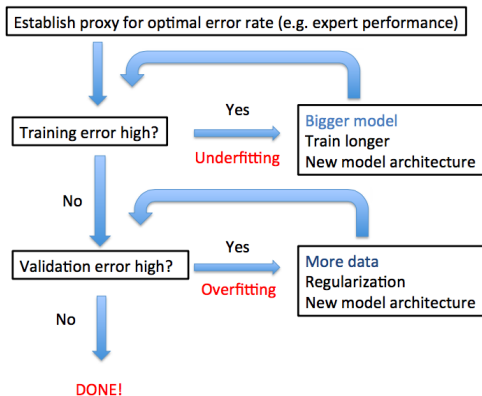 Establish proxy for optimal error rate (e.g. expert performance)
Yes
Training error high?
Underfitting
Bigger model
Train longer
New model architecture
No
Yes
Validation error high?
Overfitting
More data
Regularization
New model architecture
No
DONE!